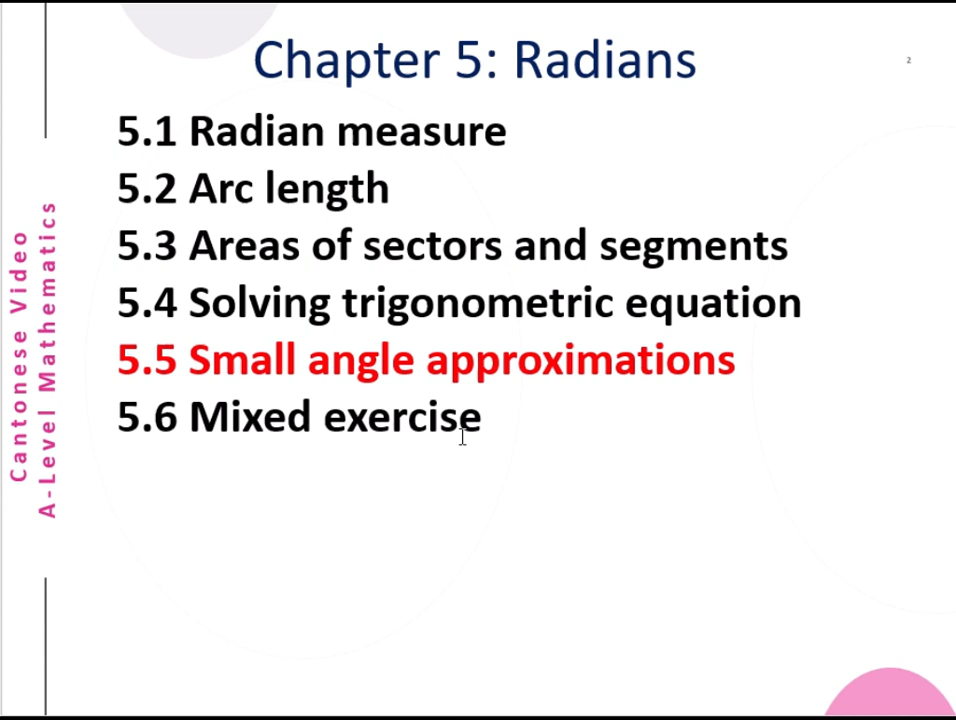 Chapter 5: Radians
2
5.1 Radian measure
5.2 Arc length
5.3 Areas of sectors and segments
5.4 Solving trigonometric equation
5.5 Small angle approximations
5.6 Mixed exercise
Cantonese Video
A-Level Mathematics